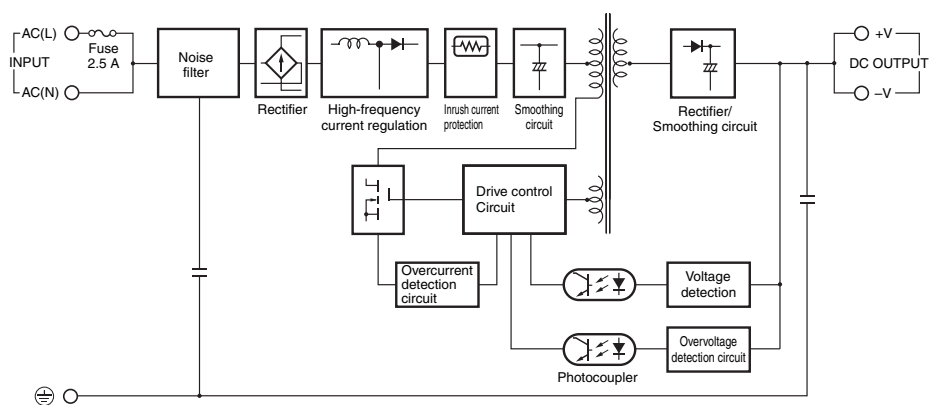 AC(L)
Fuse
2.5 A
INPUT
AC(N)
Noise
filter
Rectifier
High-frequency
current regulation
Inrush current
protection
Smoothing
circuit
Rectifier/
Smoothing circuit
+V
DC OUTPUT
–V
Drive control
Circuit
Overcurrent
detection
circuit
Voltage
detection
Overvoltage
detection circuit
Photocoupler